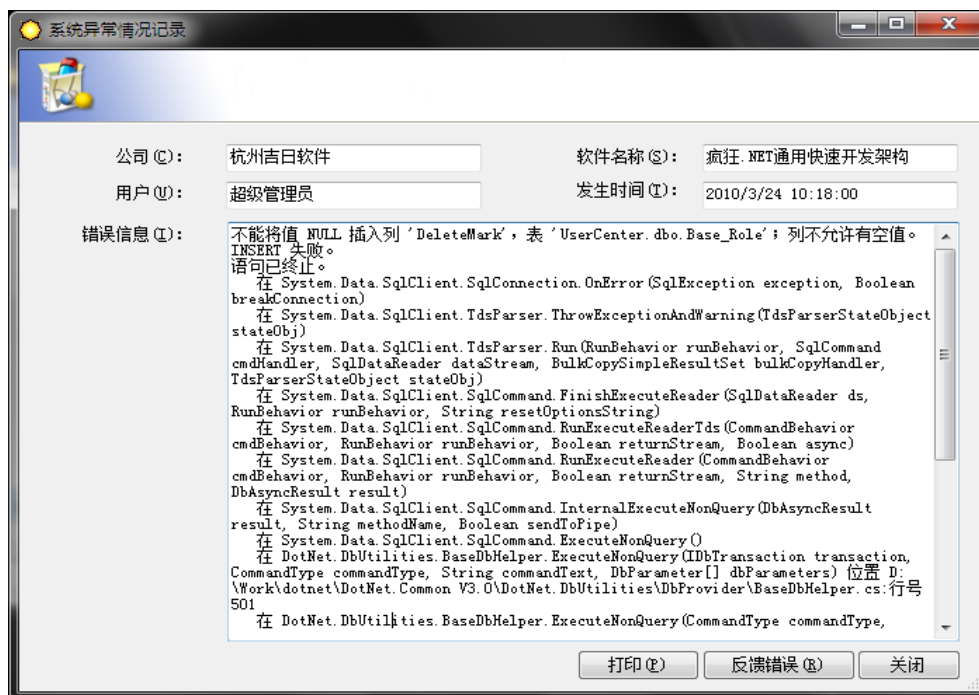 系统异常情况记录
公司(C): 杭州吉日软件 软件名称(S): 疯狂.NET通用快速开发架构
用户(U): 超级管理员 发生时间(T): 2010/3/24 10:18:00
错误信息(I): 不能将值 NULL 插入列 'DeleteMark'，表 'UserCenter.dbo.Base_Role'；列不允许有空值。
INSERT 失败。
语句已终止。
在 System.Data.SqlClient.SqlConnection.OnError(SqlException exception, Boolean
breakConnection)
在 System.Data.SqlClient.TdsParser.ThrowExceptionAndWarning(TdsParserStateObject
stateObj)
在 System.Data.SqlClient.TdsParser.Run(RunBehavior runBehavior, SqlCommand
cmdHandler, SqlDataReader dataStream, BulkCopySimpleResultSet bulkCopyHandler,
TdsParserStateObject stateObj)
在 System.Data.SqlClient.SqlCommand.FinishExecuteReader(SqlDataReader ds,
RunBehavior runBehavior, String resetOptionsString)
在 System.Data.SqlClient.SqlCommand.RunExecuteReaderTds(CommandBehavior
cmdBehavior, RunBehavior runBehavior, Boolean returnStream, Boolean async)
在 System.Data.SqlClient.SqlCommand.RunExecuteReader(CommandBehavior
cmdBehavior, RunBehavior runBehavior, Boolean returnStream, String method,
DbAsyncResult result)
在 System.Data.SqlClient.SqlCommand.InternalExecuteNonQuery(DbAsyncResult
result, String methodName, Boolean sendToPipe)
在 System.Data.SqlClient.SqlCommand.ExecuteNonQuery()
在 DotNet.DbUtilities.BaseDbHelper.ExecuteNonQuery(IDbTransaction transaction,
CommandType commandType, String commandText, DbParameter[] dbParameters) 位置 D:
\Work\dotnet\DotNet.Common V3.0\DotNet.DbUtilities\DbProvider\BaseDbHelper.cs:行号
501
在 DotNet.DbUtilities.BaseDbHelper.ExecuteNonQuery(CommandType commandType,
打印(P) 反馈错误(R) 关闭